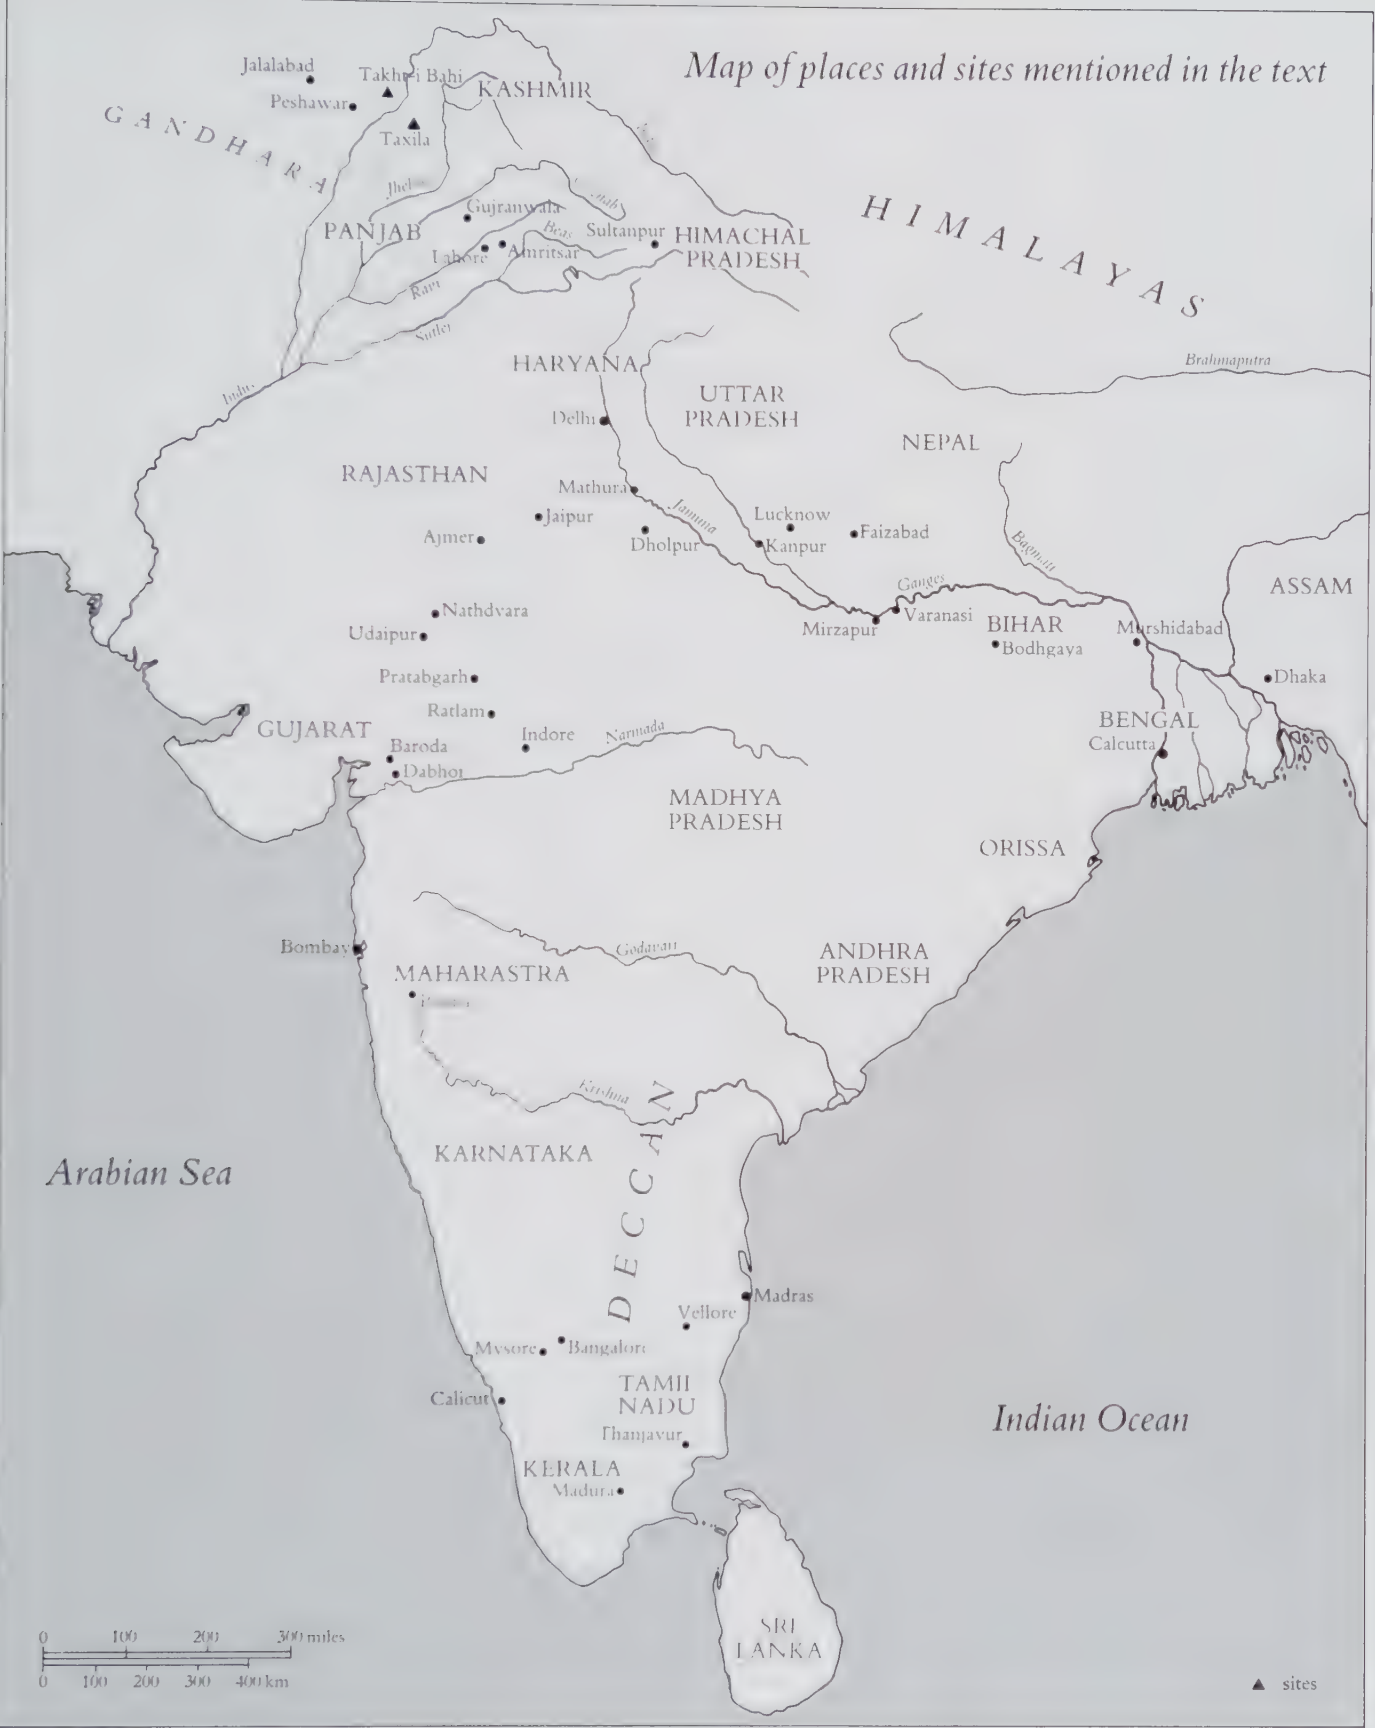 Map of places and sites mentioned in the text
Jalalabad
Takht-i Bahi
KASHMIR
Peshawar
GANDHARA
Taxila
HIMALAYAS
Gujranwala
PANJAB
Beas
Sultanpur
HIMACHAL
PRADESH
Lahore
Amritsar
Ravi
Sutlej
HARYANA
Brahmaputra
Indus
UTTAR
PRADESH
Delhi
NEPAL
RAJASTHAN
Mathura
Jamuna
Jaipur
Lucknow
Ajmer
Dholpur
Kanpur
Faizabad
Bagmati
Ganges
ASSAM
Nathdvara
Varanasi
Udaipur
Mirzapur
BIHAR
Murshidabad
Bodhgaya
Pratabgarh
Dhaka
Ratlam
GUJARAT
Indore
Narmada
BENGAL
Baroda
Calcutta
Dabhoi
MADHYA
PRADESH
ORISSA
Bombay
Godavari
ANDHRA
PRADESH
MAHARASTRA
Krishna
DECCAN
KARNATAKA
Arabian Sea
Madras
Vellore
Mysore
Bangalore
TAMIL
NADU
Calicut
Indian Ocean
Thanjavur
KERALA
Madura
SRI
LANKA
0 100 200 300 miles
0 100 200 300 400 km
▲ sites